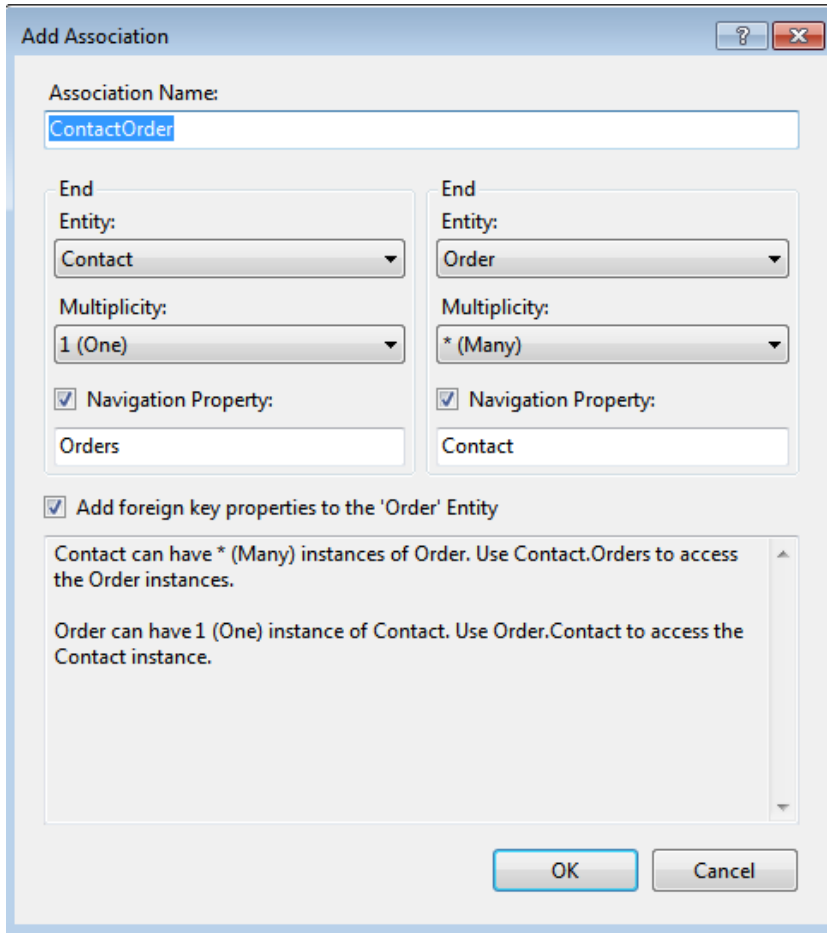 Add Association
Association Name:
ContactOrder
End
Entity:
Contact
Multiplicity:
1 (One)
Navigation Property:
Orders
End
Entity:
Order
Multiplicity:
* (Many)
Navigation Property:
Contact
Add foreign key properties to the 'Order' Entity
Contact can have * (Many) instances of Order. Use Contact.Orders to access
the Order instances.
Order can have 1 (One) instance of Contact. Use Order.Contact to access the
Contact instance.
OK
Cancel